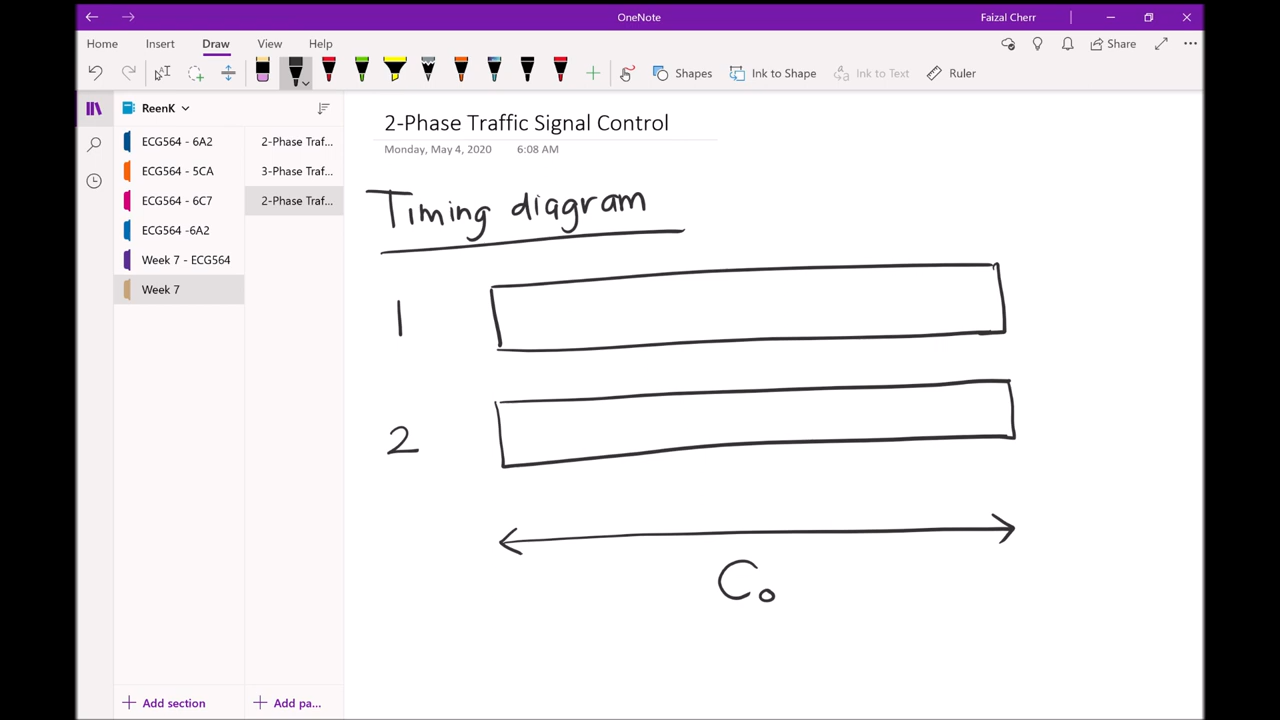 OneNote
Faizal Cherr
Home Insert Draw View Help
Share
Shapes Ink to Shape Ink to Text Ruler
ReenK
ECG564 - 6A2
ECG564 - 5CA
ECG564 - 6C7
ECG564 -6A2
Week 7 - ECG564
Week 7
Add section
2-Phase Traf...
3-Phase Traf...
2-Phase Traf...
Add pa...
2-Phase Traffic Signal Control
Monday, May 4, 2020 6:08 AM
Timing diagram
1
2
Co